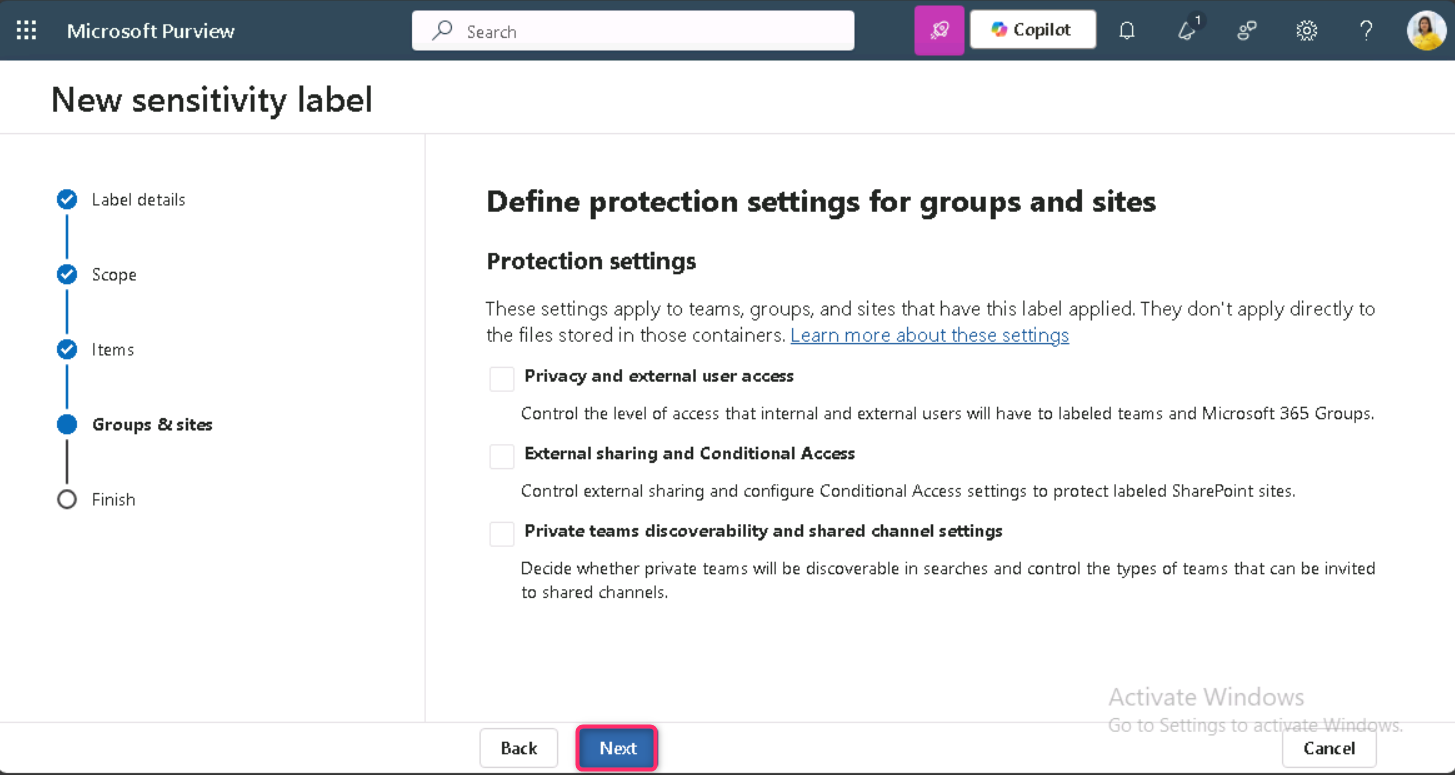 Microsoft Purview
Search
Copilot
1
?
New sensitivity label
Label details
Scope
Items
Groups & sites
Finish
Define protection settings for groups and sites
Protection settings
These settings apply to teams, groups, and sites that have this label applied. They don't apply directly to
the files stored in those containers. Learn more about these settings
Privacy and external user access
Control the level of access that internal and external users will have to labeled teams and Microsoft 365 Groups.
External sharing and Conditional Access
Control external sharing and configure Conditional Access settings to protect labeled SharePoint sites.
Private teams discoverability and shared channel settings
Decide whether private teams will be discoverable in searches and control the types of teams that can be invited
to shared channels.
Activate Windows
Go to Settings to activate Windows.
Back
Next
Cancel